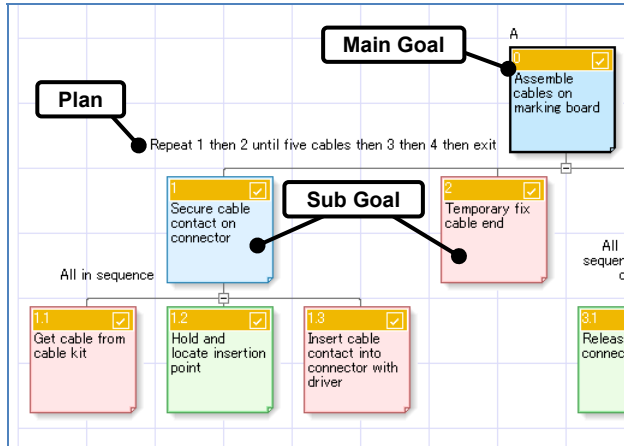 A
Main Goal
0
Assemble
cables on
marking board
Plan
Repeat 1 then 2 until five cables then 3 then 4 then exit
1
Secure cable
contact on
connector
Sub Goal
2
Temporary fix
cable end
All
sequen
All in sequence
1.1
Get cable from
cable kit
1.2
Hold and
locate insertion
point
1.3
Insert cable
contact into
connector with
driver
3.1
Releas
connec